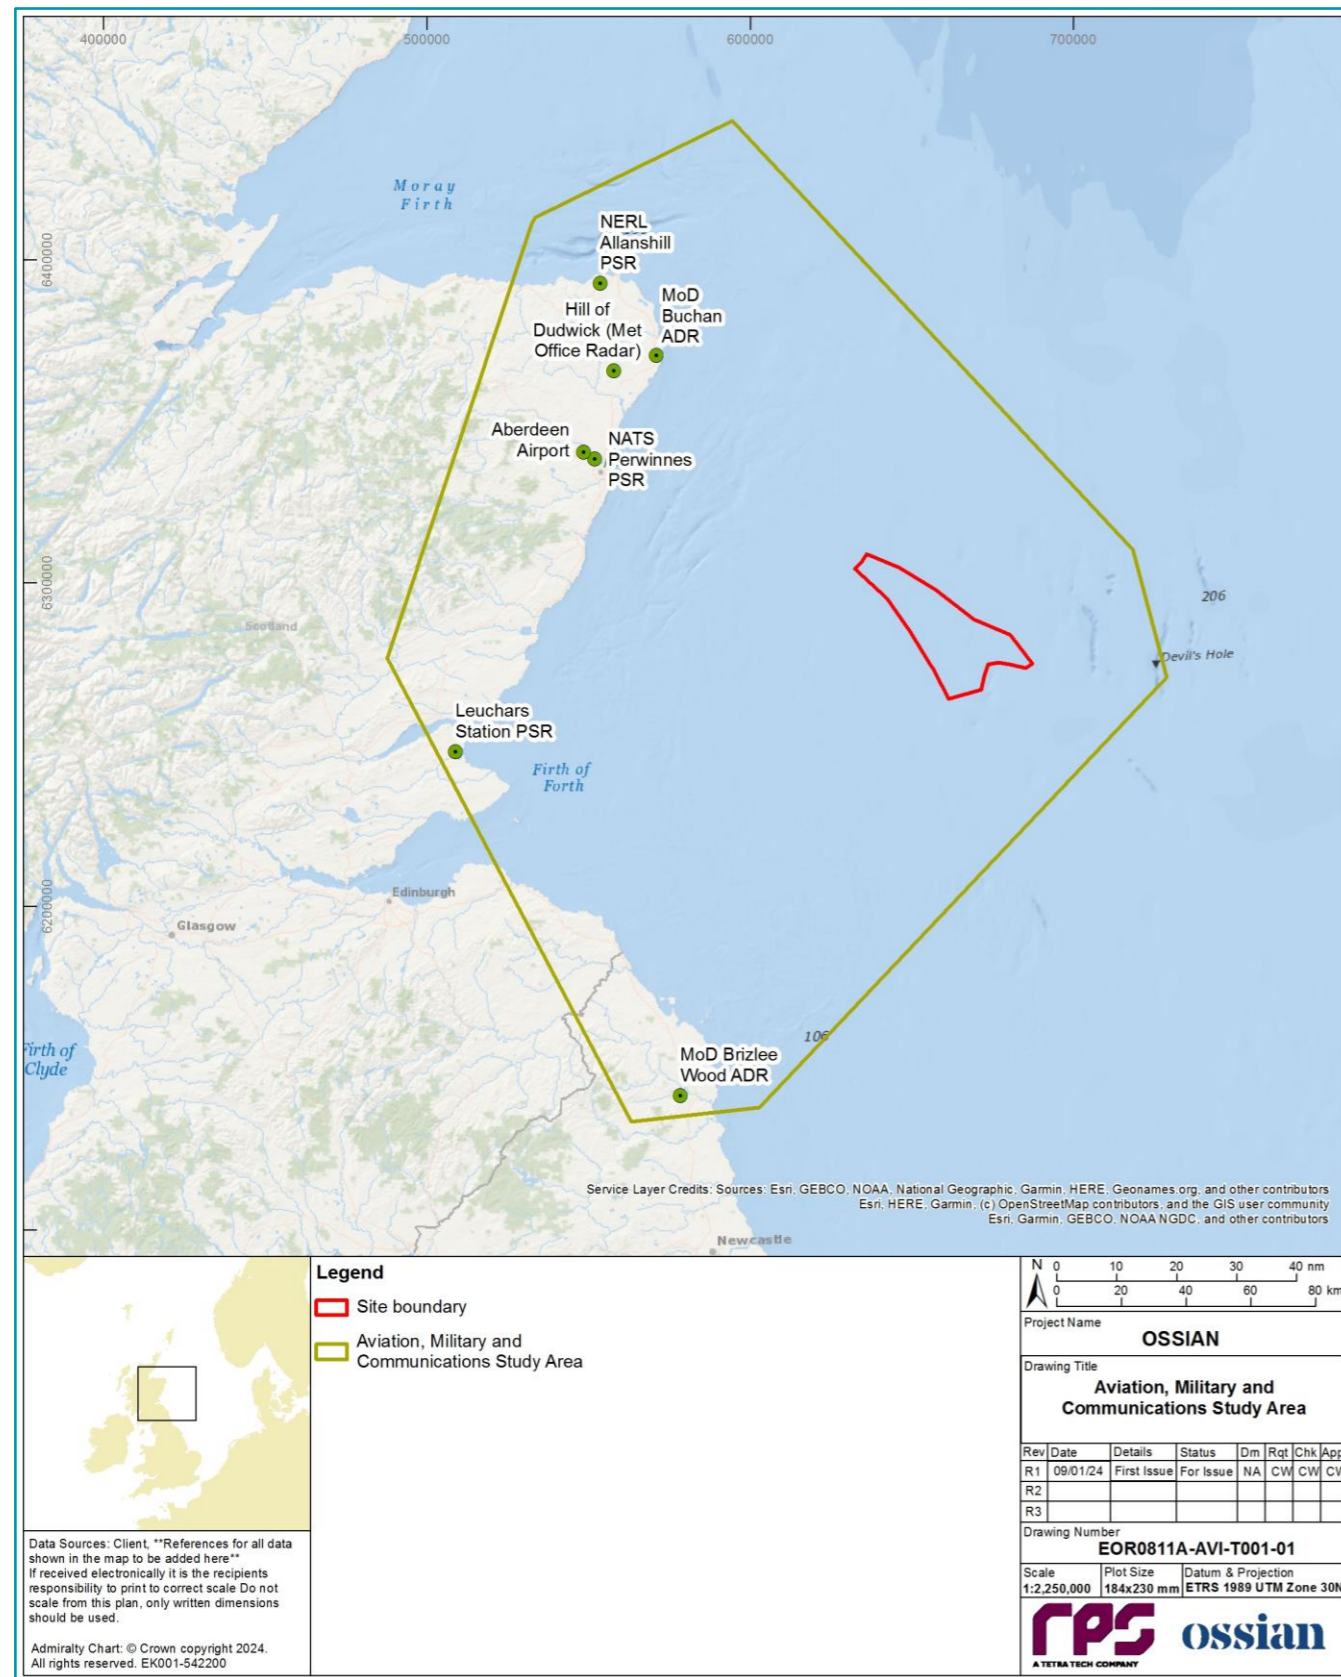 400000
500000
600000
700000
Moray
Firth
NERL
Allanshill
PSR
6400000
MoD
Buchan
ADR
Hill of
Dudwick (Met
Office Radar)
Aberdeen
Airport
NATS
Perwinnes
PSR
6300000
206
Scotland
Devil's Hole
Leuchars
Station PSR
Firth of
Forth
Edinburgh
6200000
Glasgow
106
Firth of
Clyde
MoD Brizlee
Wood ADR
Service Layer Credits: Sources: Esri, GEBCO, NOAA, National Geographic, Garmin, HERE, Geonames.org, and other contributors
Esri, HERE, Garmin, (c) OpenStreetMap contributors, and the GIS user community
Esri, Garmin, GEBCO, NOAA NGDC, and other contributors
Newcastle
Legend
Site boundary
Aviation, Military and
Communications Study Area
Data Sources: Client, **References for all data
shown in the map to be added here**
If received electronically it is the recipients
responsibility to print to correct scale Do not
scale from this plan, only written dimensions
should be used.
Admiralty Chart: © Crown copyright 2024.
All rights reserved. EK001-542200
N 0 10 20 30 40 nm
0 20 40 60 80 km
Project Name
OSSIAN
Drawing Title
Aviation, Military and
Communications Study Area
Rev Date Details Status Dm Rqt Chk App
R1 09/01/24 First Issue For Issue NA CW CW CW
R2
R3
Drawing Number
EOR0811A-AVI-T001-01
Scale Plot Size Datum & Projection
1:2,250,000 184x230 mm ETRS 1989 UTM Zone 30N
rps
A TETRA TECH COMPANY
ossian